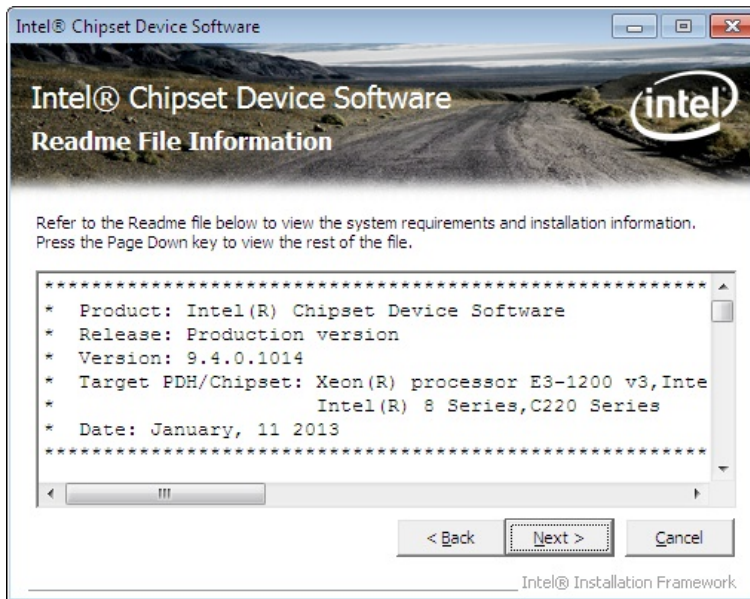 Intel® Chipset Device Software
Intel® Chipset Device Software
intel
Readme File Information
Refer to the Readme file below to view the system requirements and installation information.
Press the Page Down key to view the rest of the file.
********************************************************
*  Product: Intel(R) Chipset Device Software
*  Release: Production version
*  Version: 9.4.0.1014
*  Target PDH/Chipset: Xeon(R) processor E3-1200 v3,Inte
*                      Intel(R) 8 Series,C220 Series
*  Date: January, 11 2013
********************************************************
< Back   Next >   Cancel
Intel® Installation Framework